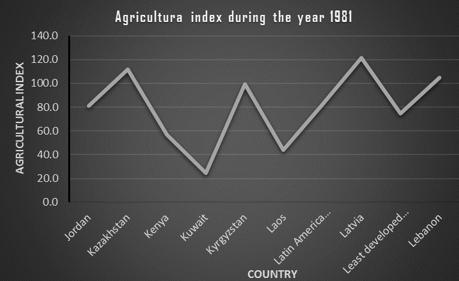 Agricultura index during the year 1981
140.0
120.0
100.0
80.0
60.0
40.0
20.0
0.0
AGRICULTURAL INDEX
Jordan
Kazakhstan
Kenya
Kuwait
Kyrgyzstan
Laos
Latin America...
Latvia
Least developed...
Lebanon
COUNTRY